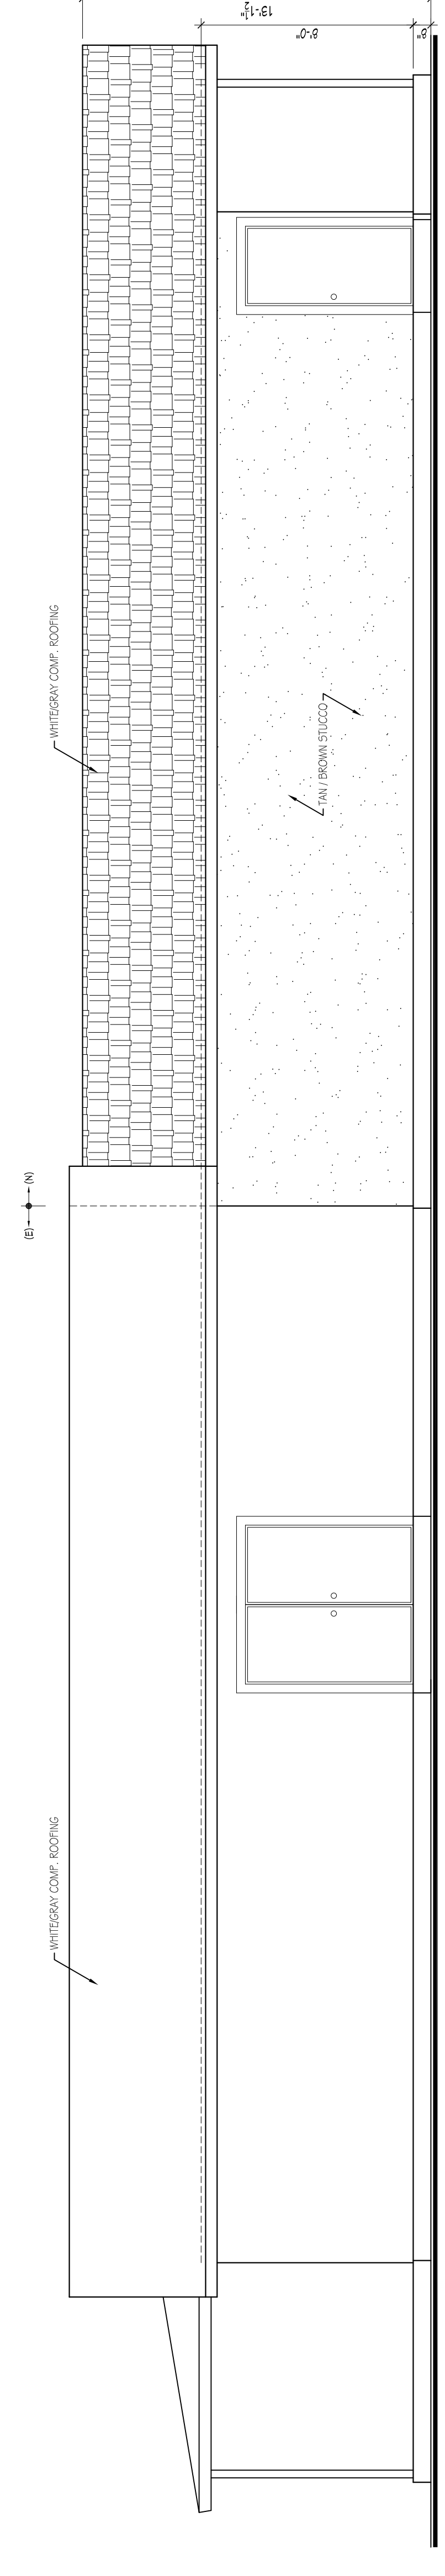 WHITE/GRAY COMP. ROOFING
(E)
(N)
WHITE/GRAY COMP. ROOFING
TAN / BROWN STUCCO
13'-1½"
8'-0"
8"